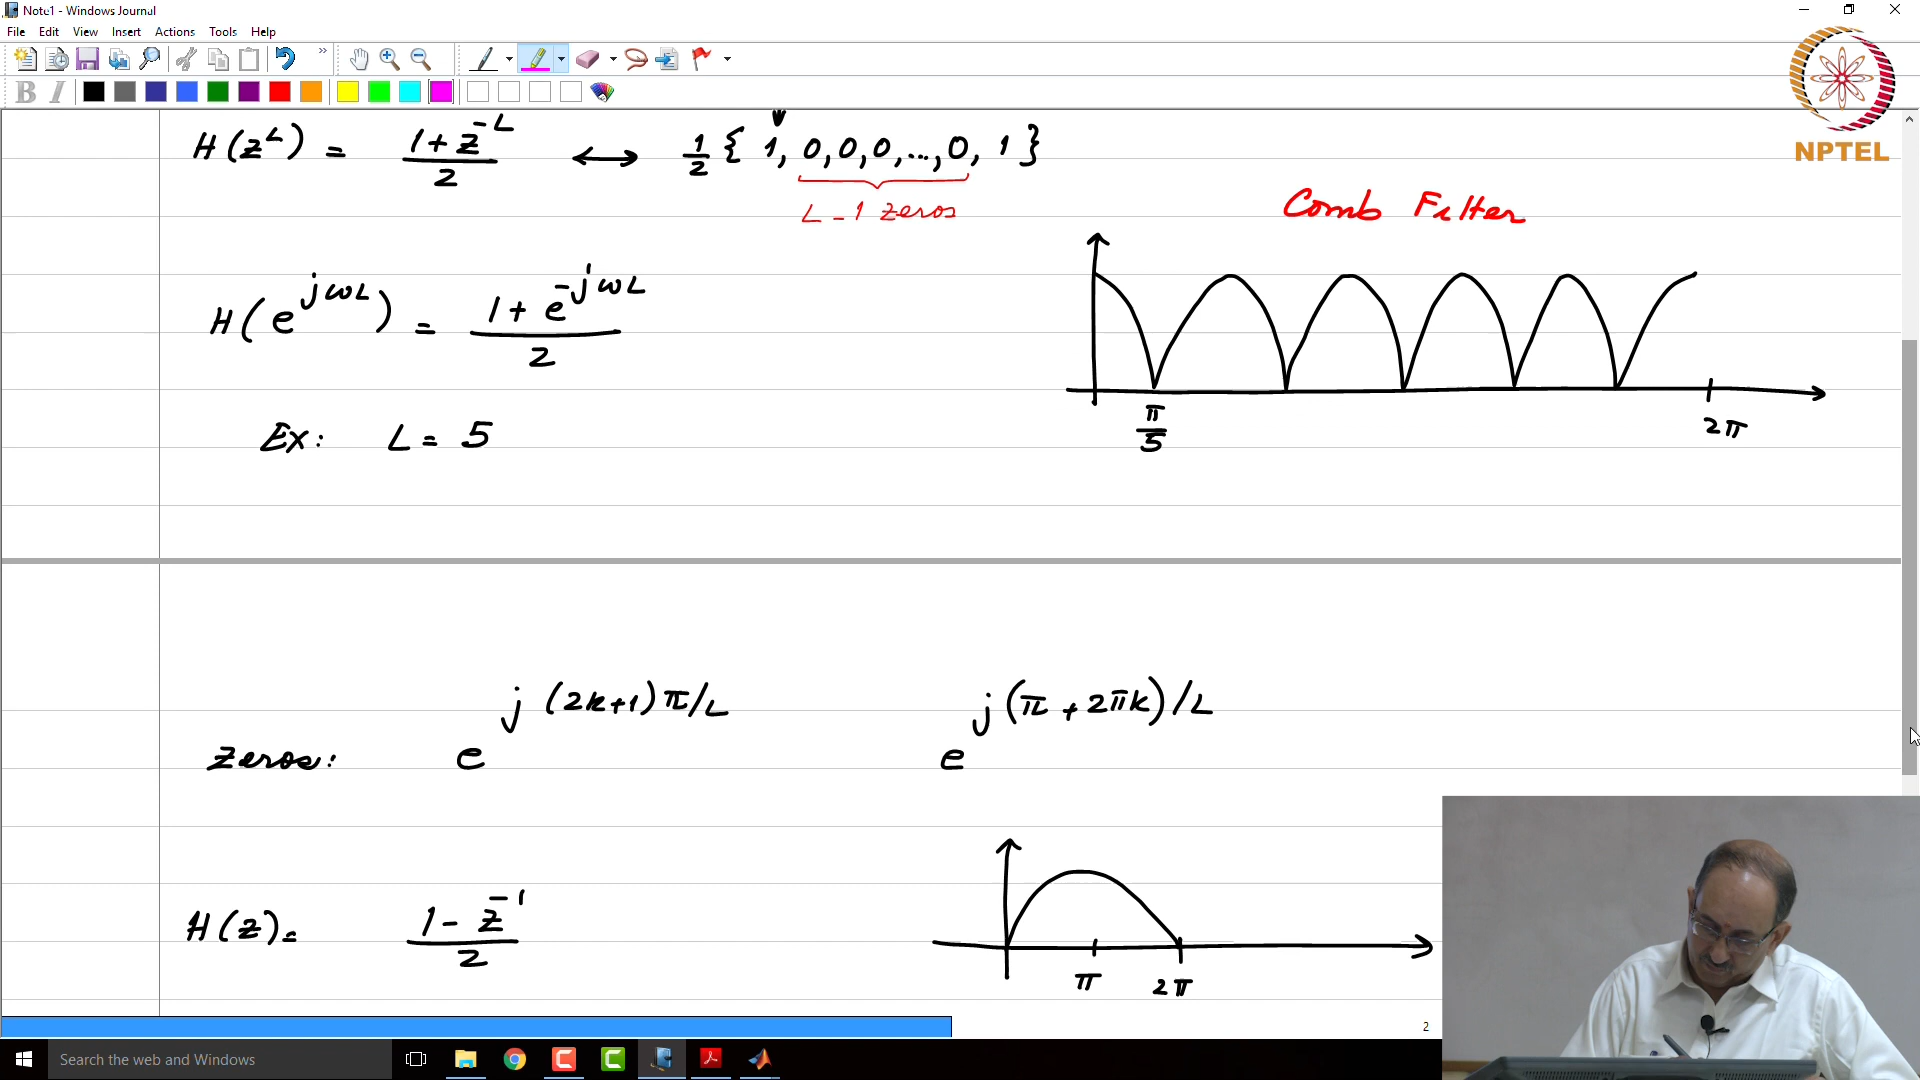 Note1 - Windows Journal
File Edit View Insert Actions Tools Help
B I
NPTEL
H(z^L) = (1 + z^-L)/2 ↔ 1/2 { 1, 0, 0, 0, ..., 0, 1 }
L - 1 zeros
Comb Filter
H(e^jωL) = (1 + e^-jωL)/2
π/5
2π
Ex: L = 5
zeros: e^j(2k+1)π/L e^j(π + 2πk)/L
H(z) = (1 - z^-1)/2
π 2π
2
Search the web and Windows